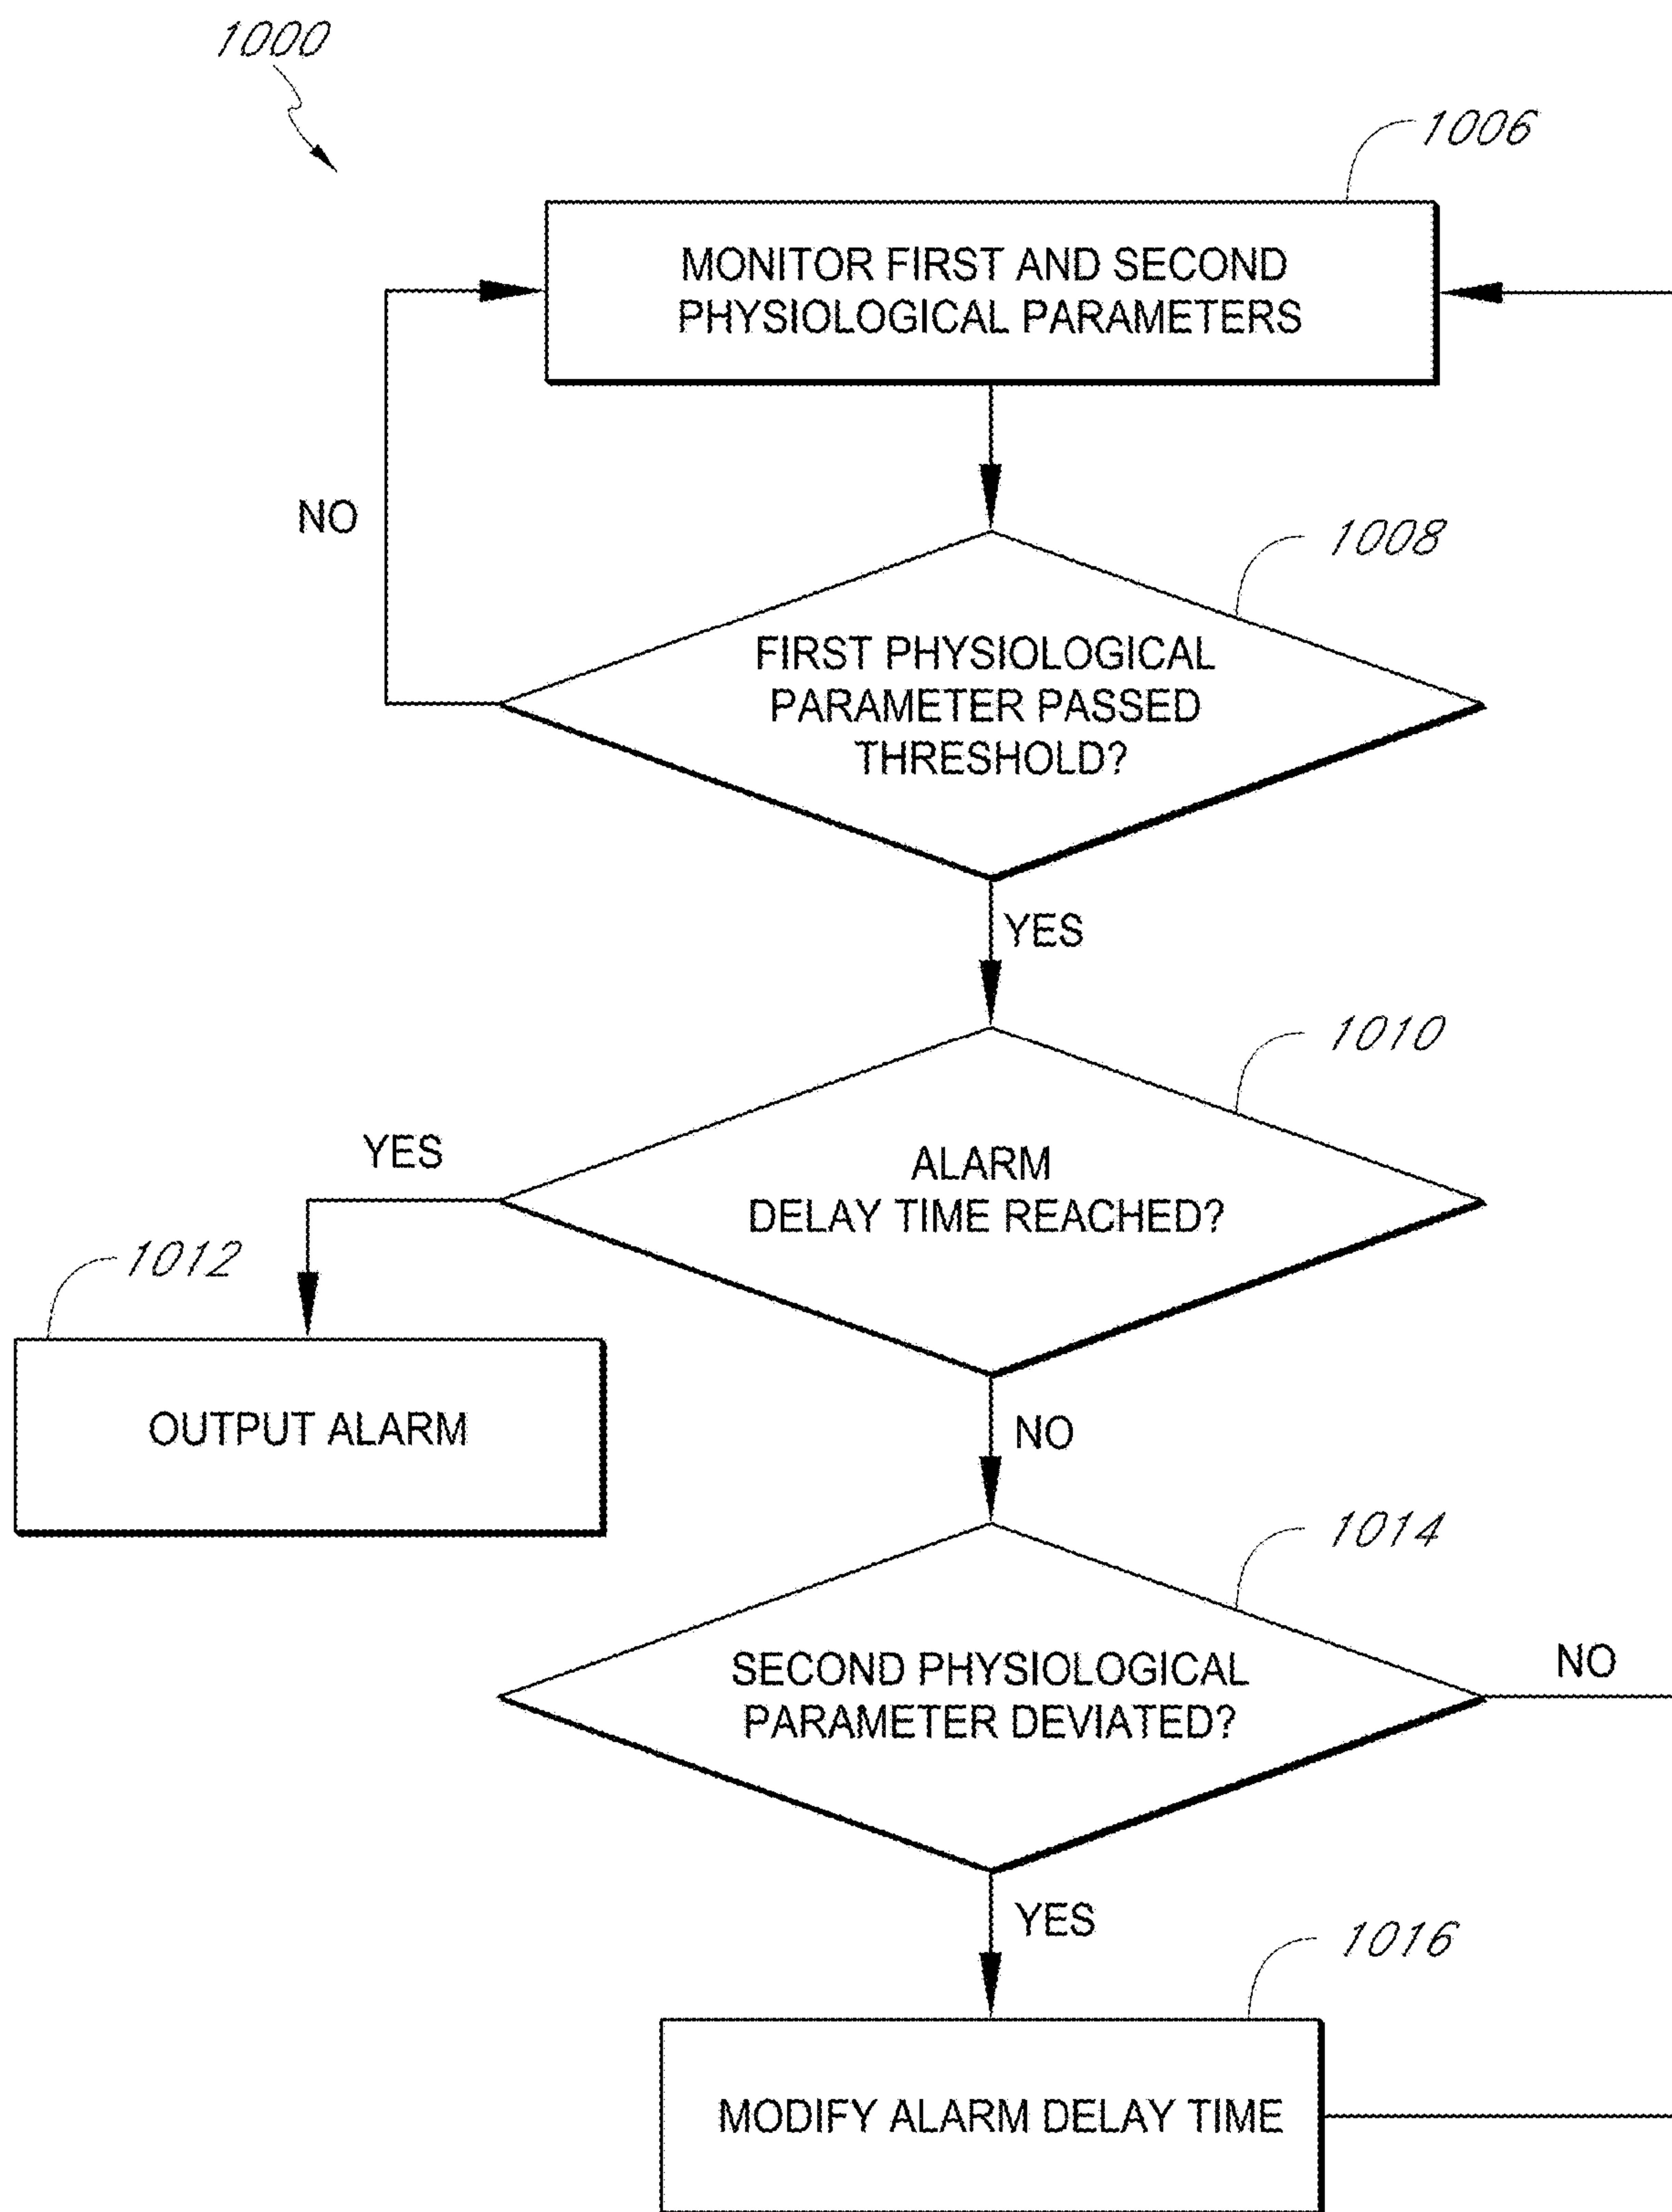 1000
1006
MONITOR FIRST AND SECOND
PHYSIOLOGICAL PARAMETERS
NO
1008
FIRST PHYSIOLOGICAL
PARAMETER PASSED
THRESHOLD?
YES
1010
YES
ALARM
DELAY TIME REACHED?
1012
OUTPUT ALARM
NO
1014
SECOND PHYSIOLOGICAL
PARAMETER DEVIATED?
NO
YES
1016
MODIFY ALARM DELAY TIME